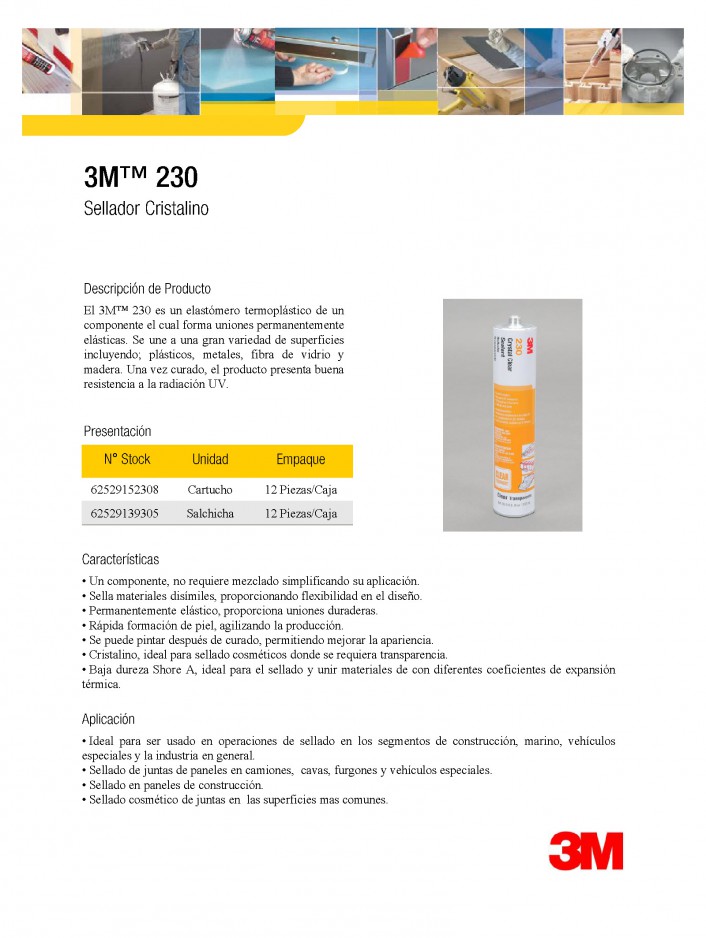 3M™ 230
Sellador Cristalino
Descripción de Producto
El 3M™ 230 es un elastómero termoplástico de un
componente el cual forma uniones permanentemente
elásticas. Se une a una gran variedad de superficies
incluyendo; plásticos, metales, fibra de vidrio y
madera. Una vez curado, el producto presenta buena
resistencia a la radiación UV.
3M
230
Crystal Clear
Sealant
CLEAR
Clear transparent
Presentación
N° Stock Unidad Empaque
62529152308 Cartucho 12 Piezas/Caja
62529139305 Salchicha 12 Piezas/Caja
Características
• Un componente, no requiere mezclado simplificando su aplicación.
• Sella materiales disímiles, proporcionando flexibilidad en el diseño.
• Permanentemente elástico, proporciona uniones duraderas.
• Rápida formación de piel, agilizando la producción.
• Se puede pintar después de curado, permitiendo mejorar la apariencia.
• Cristalino, ideal para sellado cosméticos donde se requiera transparencia.
• Baja dureza Shore A, ideal para el sellado y unir materiales de con diferentes coeficientes de expansión
térmica.
Aplicación
• Ideal para ser usado en operaciones de sellado en los segmentos de construcción, marino, vehículos
especiales y la industria en general.
• Sellado de juntas de paneles en camiones, cavas, furgones y vehículos especiales.
• Sellado en paneles de construcción.
• Sellado cosmético de juntas en las superficies mas comunes.
3M